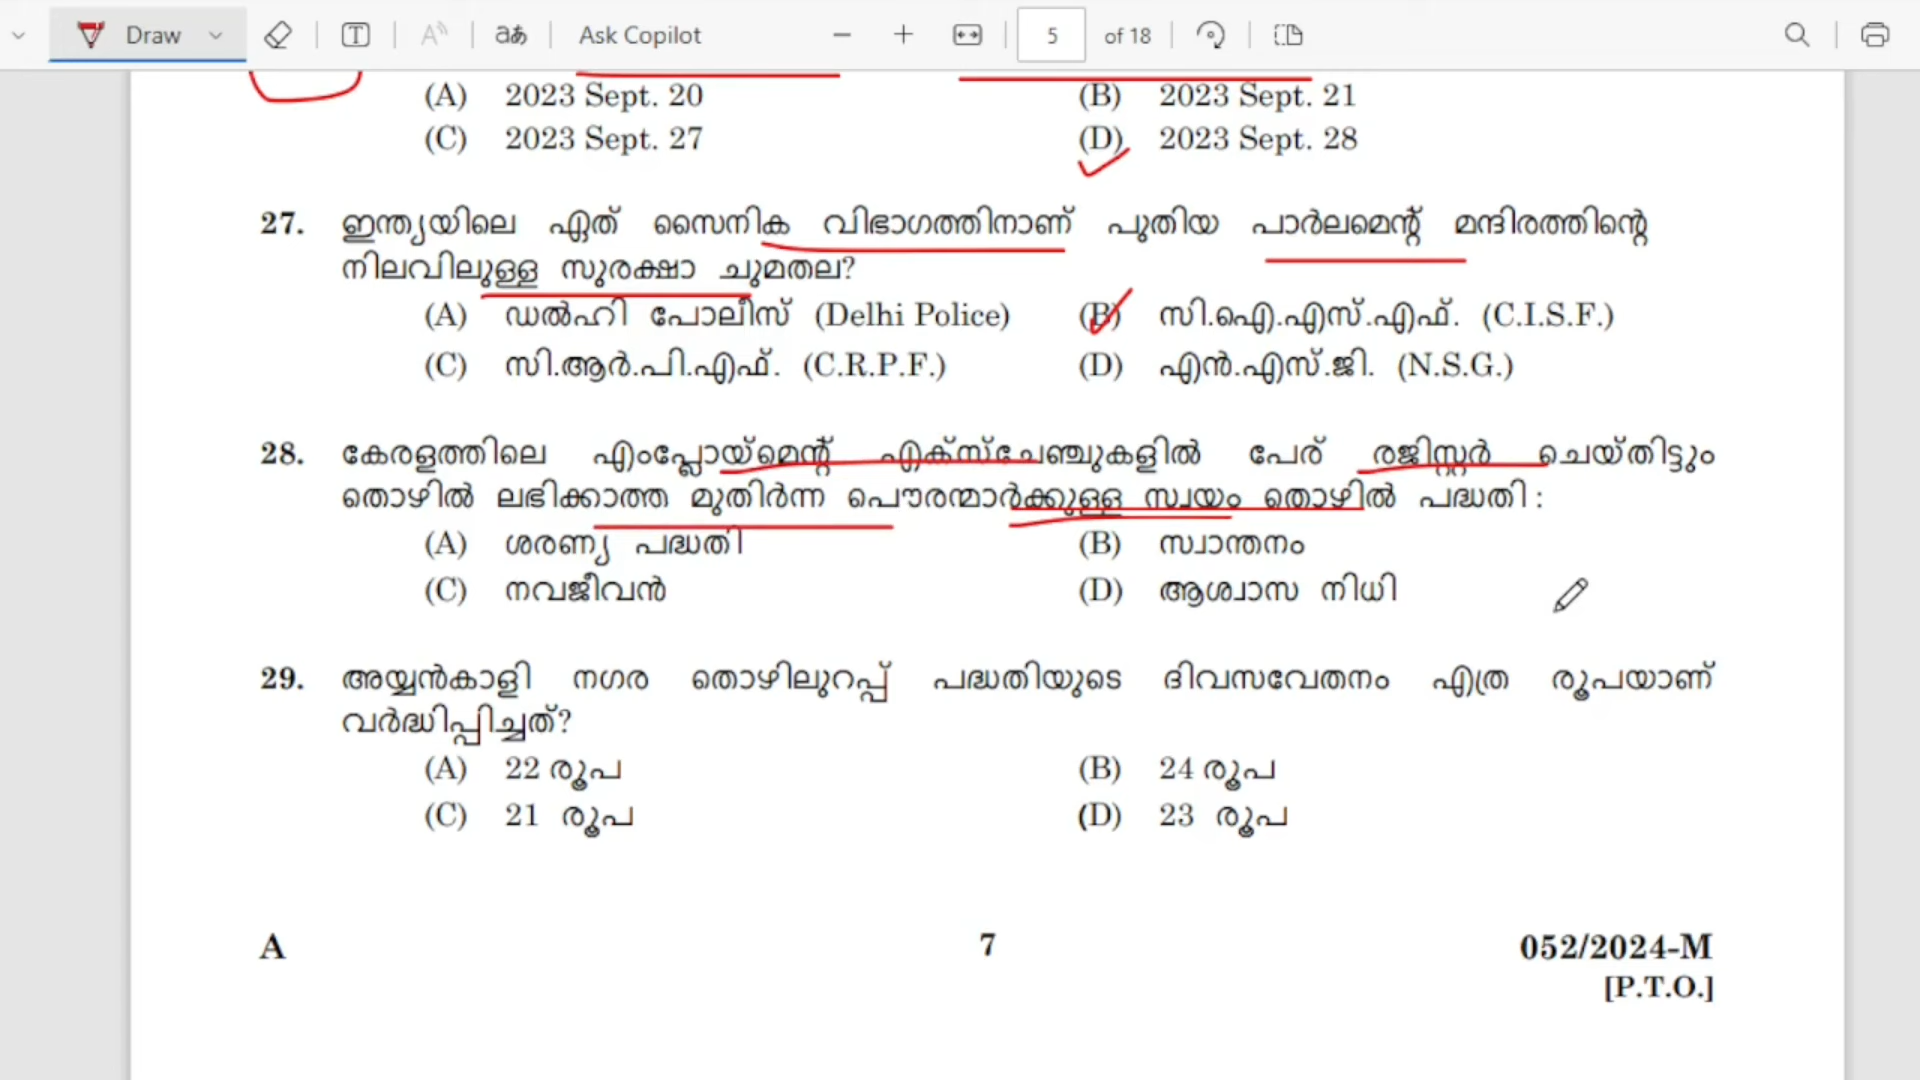 Draw
Ask Copilot
5 of 18
(A) 2023 Sept. 20 (B) 2023 Sept. 21
(C) 2023 Sept. 27 (D) 2023 Sept. 28
27. ഇന്ത്യയിലെ ഏത് സൈനിക വിഭാഗത്തിനാണ് പുതിയ പാർലമെന്റ് മന്ദിരത്തിന്റെ
നിലവിലുള്ള സുരക്ഷാ ചുമതല?
(A) ഡൽഹി പോലീസ് (Delhi Police) (B) സി.ഐ.എസ്.എഫ്. (C.I.S.F.)
(C) സി.ആർ.പി.എഫ്. (C.R.P.F.) (D) എൻ.എസ്.ജി. (N.S.G.)
28. കേരളത്തിലെ എംപ്ലോയ്മെന്റ് എക്സ്ചേഞ്ചുകളിൽ പേര് രജിസ്റ്റർ ചെയ്തിട്ടും
തൊഴിൽ ലഭിക്കാത്ത മുതിർന്ന പൌരന്മാർക്കുള്ള സ്വയം തൊഴിൽ പദ്ധതി :
(A) ശരണ്യ പദ്ധതി (B) സ്വാന്തനം
(C) നവജീവൻ (D) ആശ്വാസ നിധി
29. അയ്യൻകാളി നഗര തൊഴിലുറപ്പ് പദ്ധതിയുടെ ദിവസവേതനം എത്ര രൂപയാണ്
വർദ്ധിപ്പിച്ചത്?
(A) 22 രൂപ (B) 24 രൂപ
(C) 21 രൂപ (D) 23 രൂപ
A 7 052/2024-M
[P.T.O.]